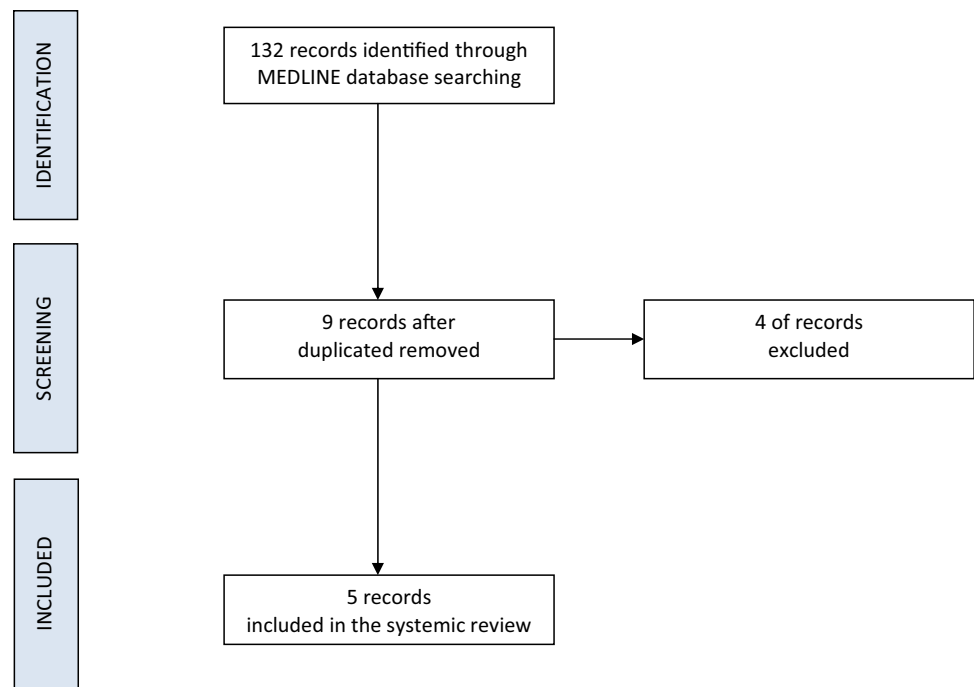 IDENTIFICATION
132 records identified through
MEDLINE database searching
SCREENING
9 records after
duplicated removed
4 of records
excluded
INCLUDED
5 records
included in the systemic review